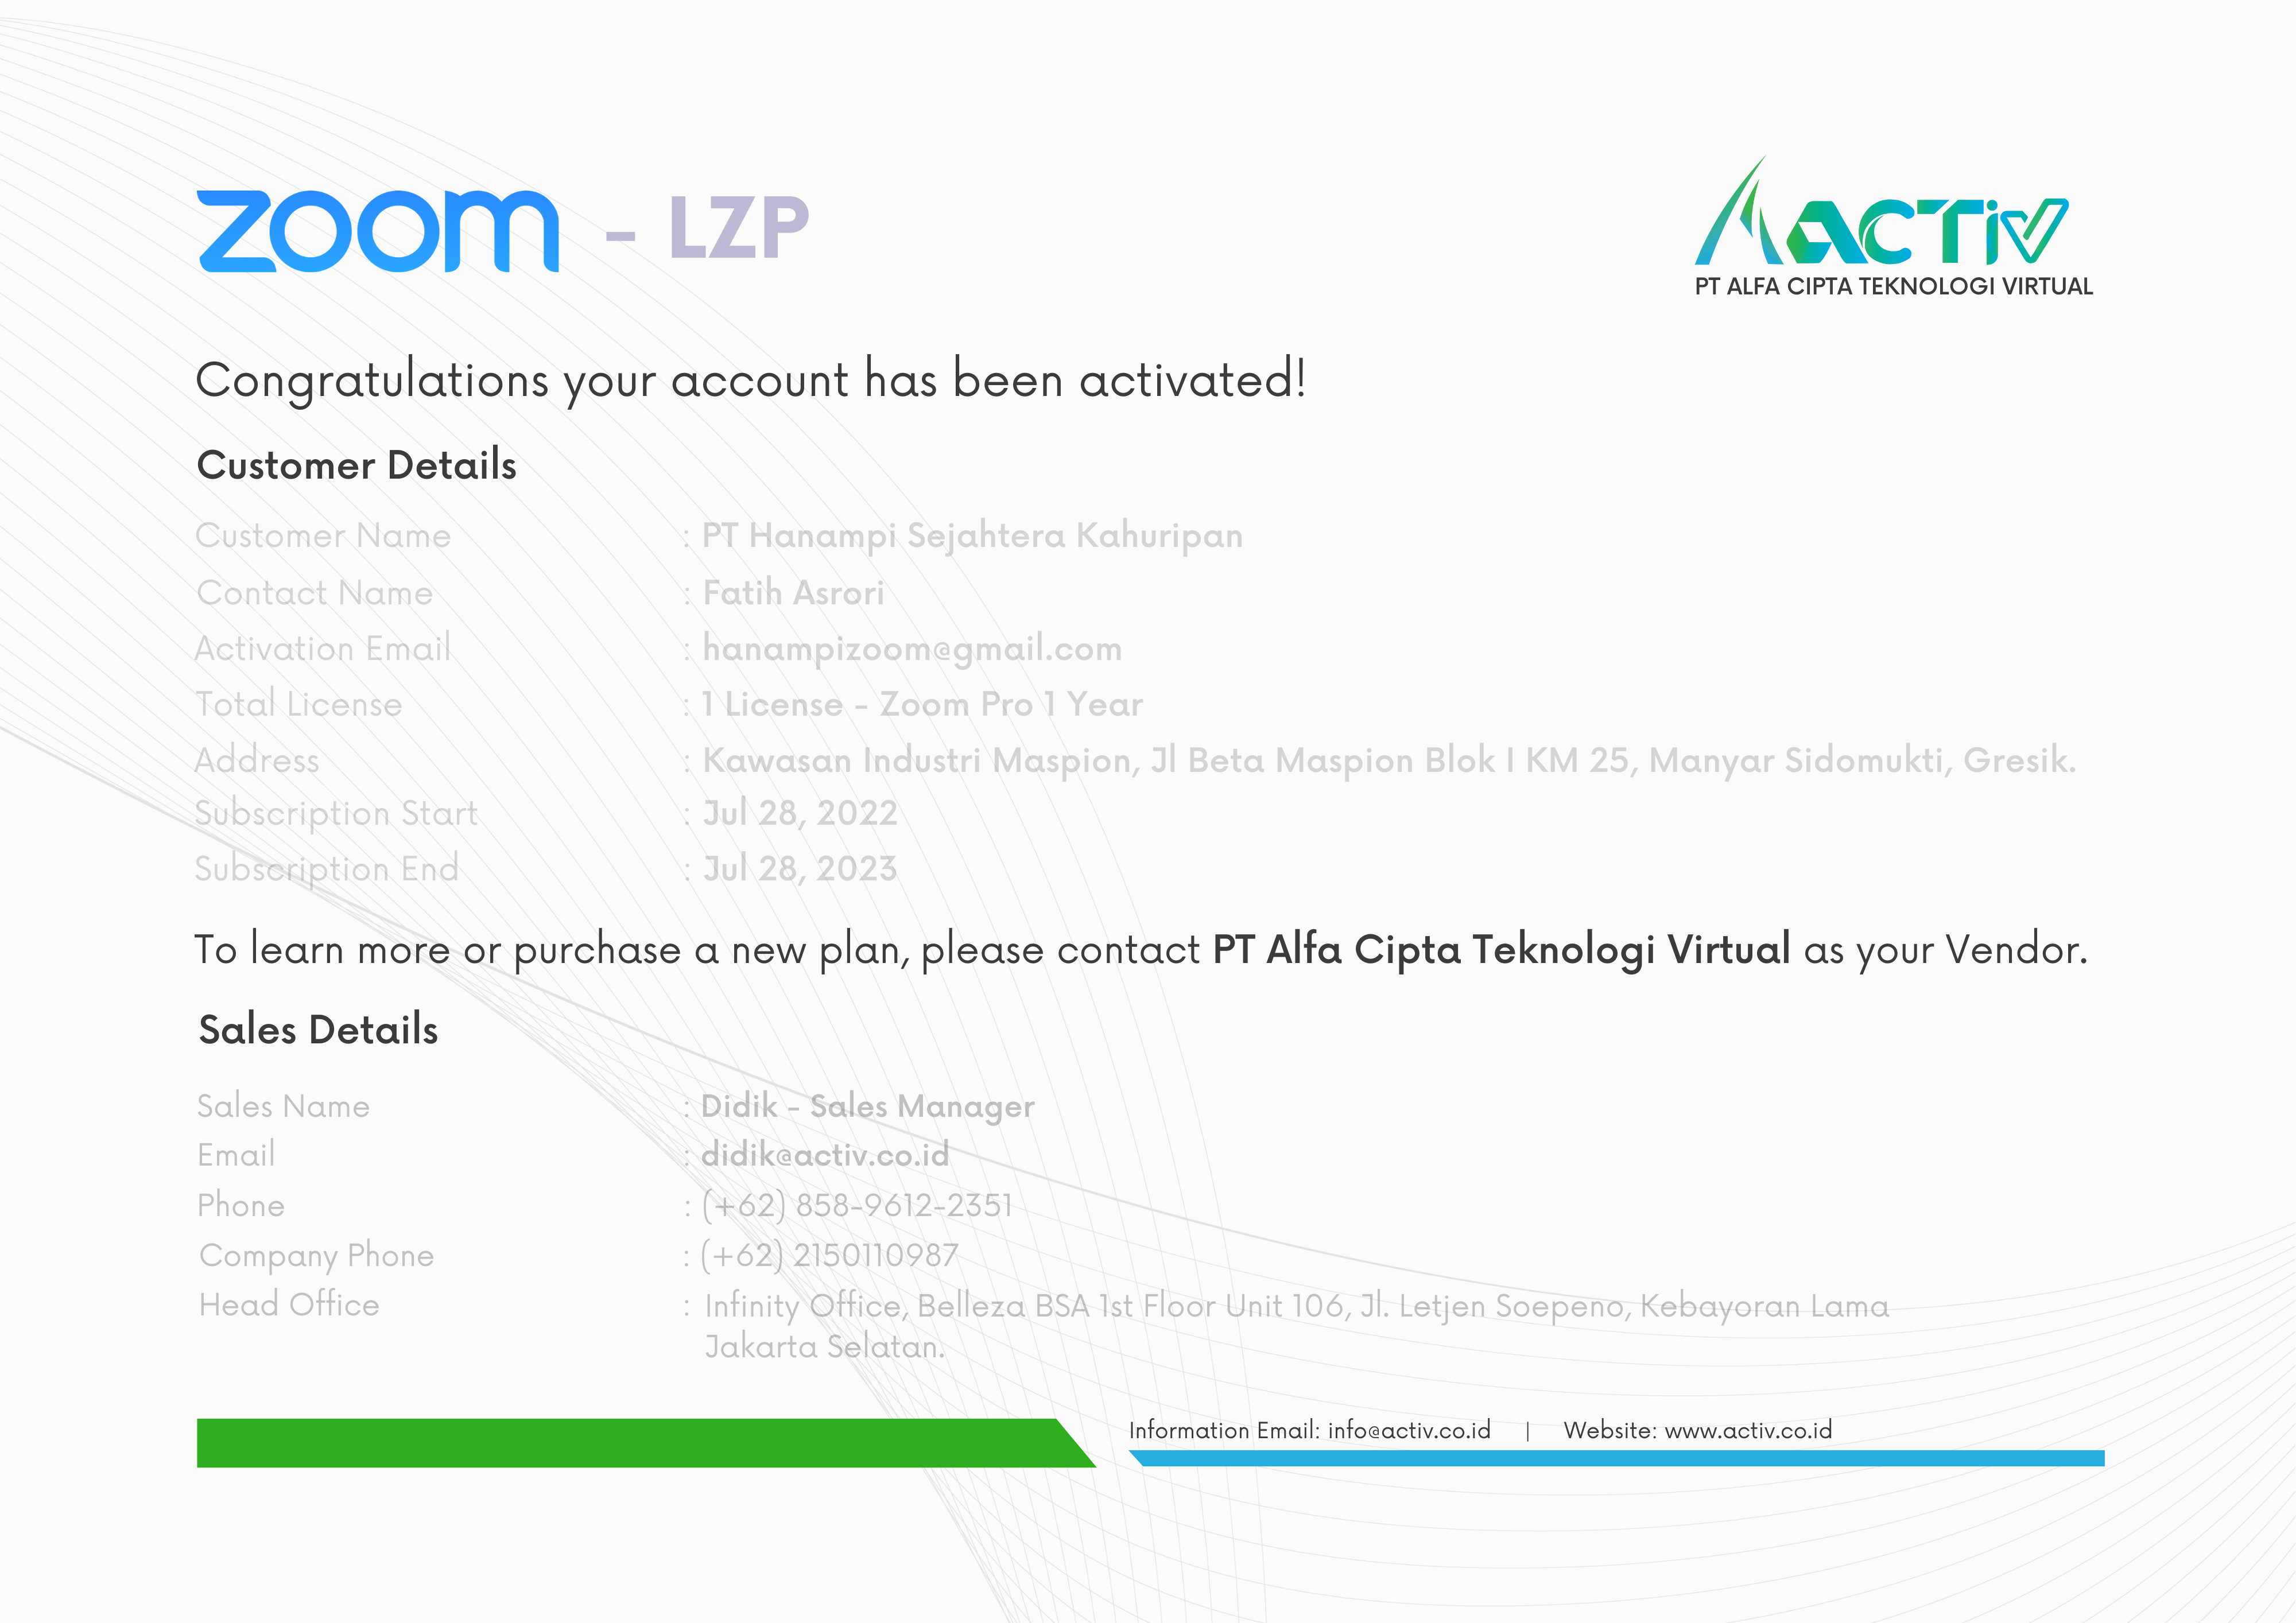 zoom - LZP
ACTiV
PT ALFA CIPTA TEKNOLOGI VIRTUAL
Congratulations your account has been activated!
Customer Details
Customer Name : PT Hanampi Sejahtera Kahuripan
Contact Name : Fatih Asrori
Activation Email : hanampizoom@gmail.com
Total License : 1 License - Zoom Pro 1 Year
Address : Kawasan Industri Maspion, Jl Beta Maspion Blok I KM 25, Manyar Sidomukti, Gresik.
Subscription Start : Jul 28, 2022
Subscription End : Jul 28, 2023
To learn more or purchase a new plan, please contact PT Alfa Cipta Teknologi Virtual as your Vendor.
Sales Details
Sales Name : Didik - Sales Manager
Email : didik@activ.co.id
Phone : (+62) 858-9612-2351
Company Phone : (+62) 2150110987
Head Office : Infinity Office, Belleza BSA 1st Floor Unit 106, Jl. Letjen Soepeno, Kebayoran Lama
Jakarta Selatan.
Information Email: info@activ.co.id | Website: www.activ.co.id